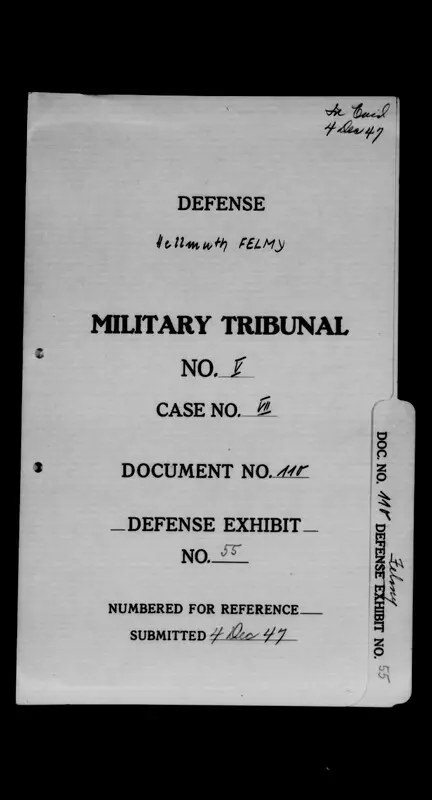 In Evid
4 Dec 47
DEFENSE
Hellmuth FELMY
MILITARY TRIBUNAL
NO. V
CASE NO. VII
DOCUMENT NO. 118
DEFENSE EXHIBIT
NO. 55
NUMBERED FOR REFERENCE
SUBMITTED 4 Dec 47
DOC. NO. 118 DEFENSE EXHIBIT NO. 55
Felmy